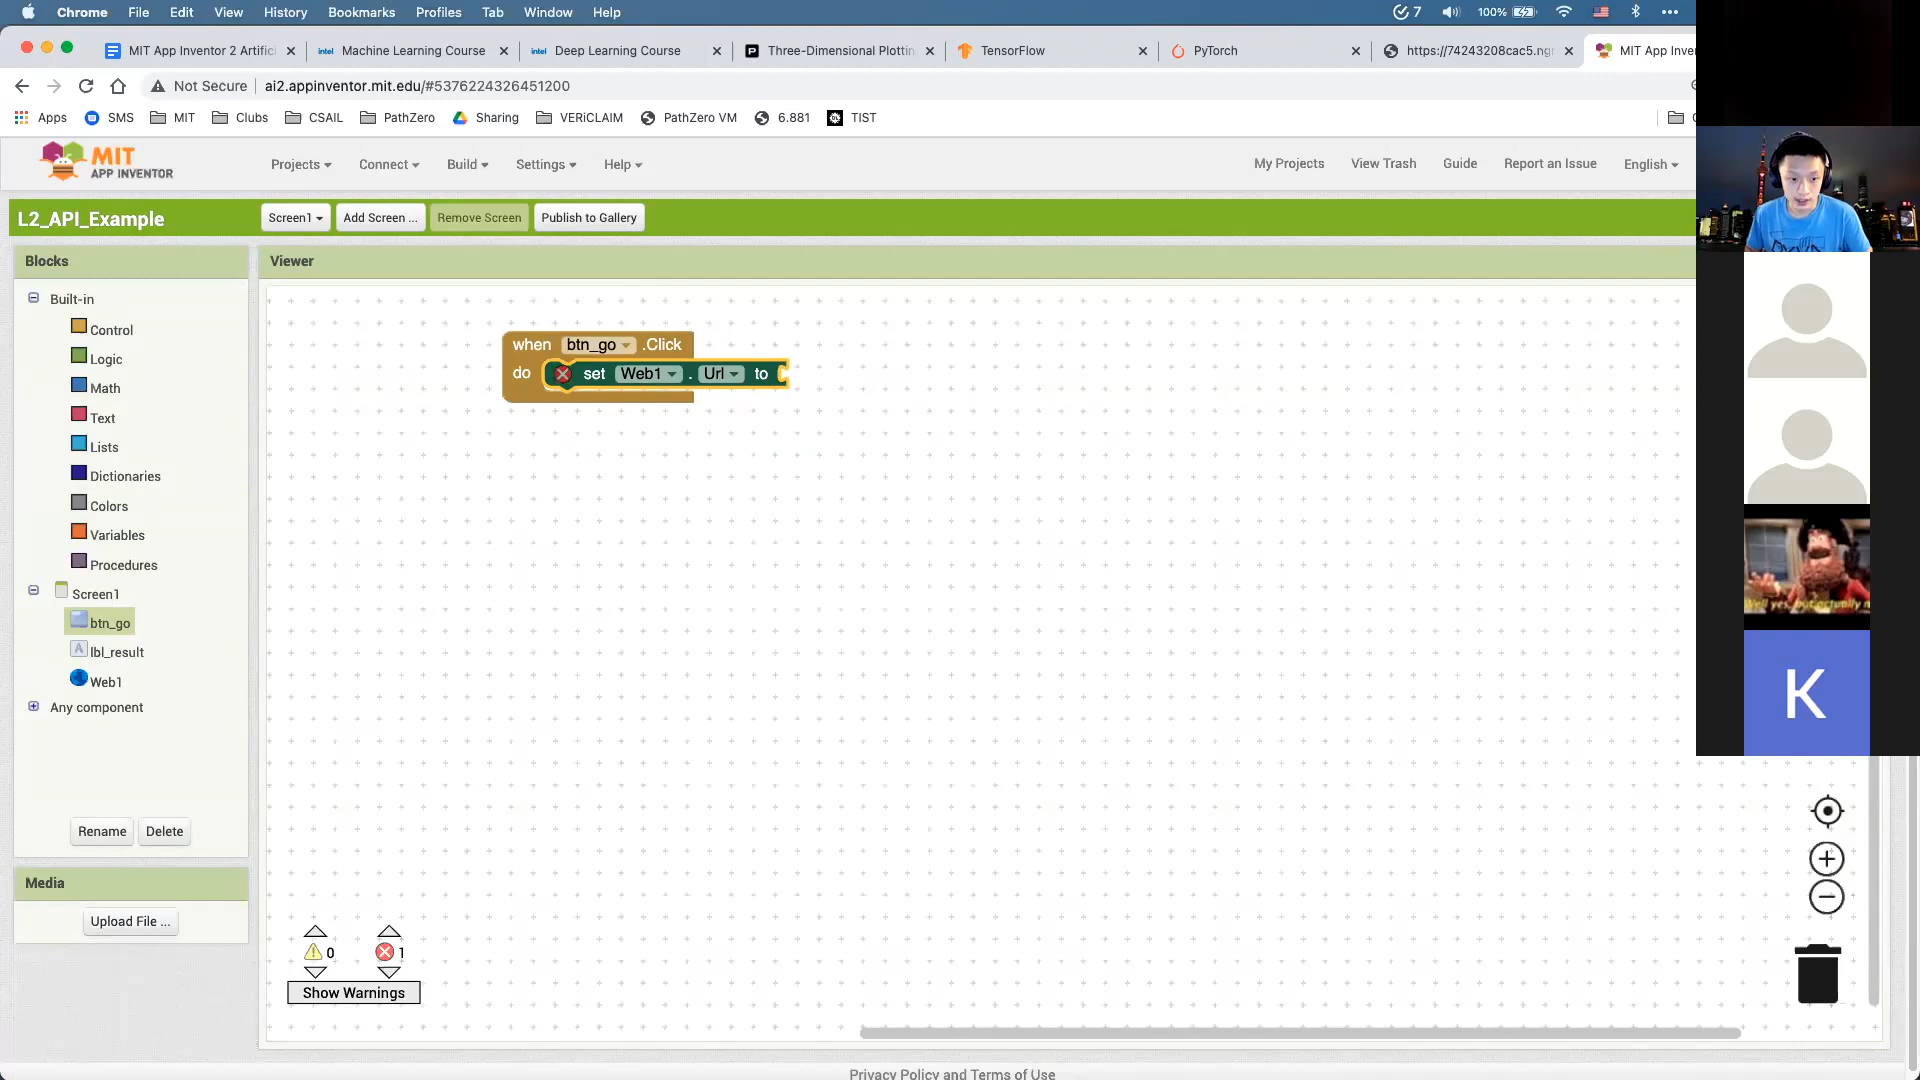 Chrome File Edit View History Bookmarks Profiles Tab Window Help 7 100%
MIT App Inventor 2 Artific Machine Learning Course Deep Learning Course Three-Dimensional Plottin TensorFlow PyTorch https://74243208cac5.ngr MIT App Inve
Not Secure ai2.appinventor.mit.edu/#5376224326451200
Apps SMS MIT Clubs CSAIL PathZero Sharing VERiCLAIM PathZero VM 6.881 TIST
MIT
APP INVENTOR
Projects Connect Build Settings Help My Projects View Trash Guide Report an Issue English
L2_API_Example Screen1 Add Screen ... Remove Screen Publish to Gallery
Blocks Viewer
Built-in
Control
Logic
Math
Text
Lists
Dictionaries
Colors
Variables
Procedures
Screen1
btn_go
lbl_result
Web1
Any component
Rename Delete
Media
Upload File ...
when btn_go .Click
do set Web1 . Url to
0 1
Show Warnings
K
Privacy Policy and Terms of Use